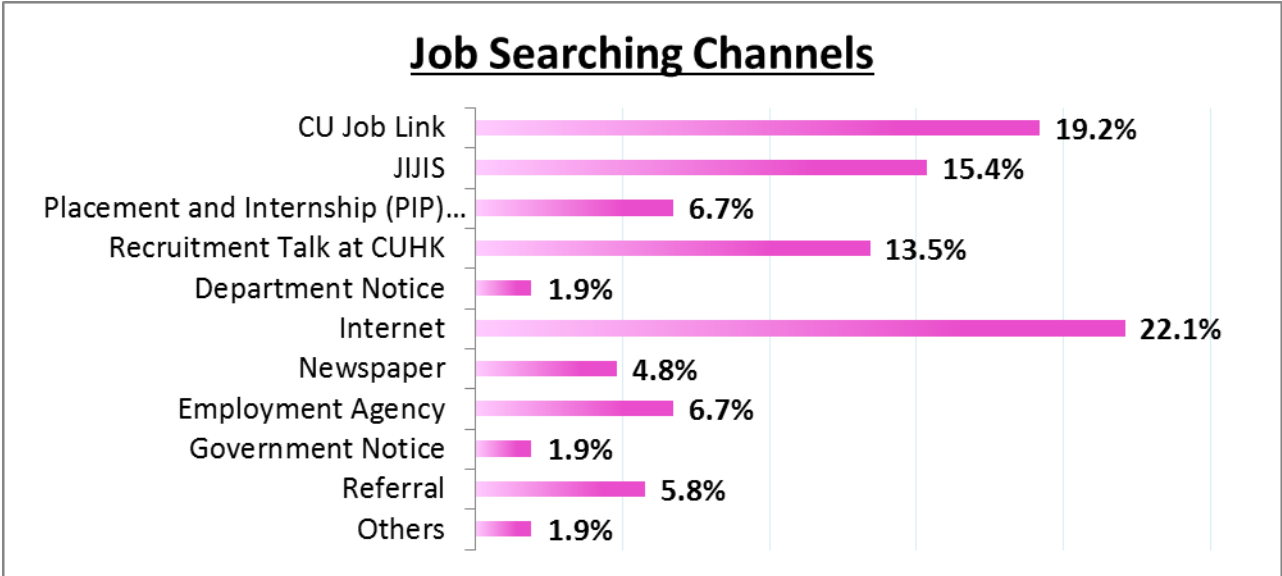 Job Searching Channels
CU Job Link 19.2%
JIJIS 15.4%
Placement and Internship (PIP)... 6.7%
Recruitment Talk at CUHK 13.5%
Department Notice 1.9%
Internet 22.1%
Newspaper 4.8%
Employment Agency 6.7%
Government Notice 1.9%
Referral 5.8%
Others 1.9%